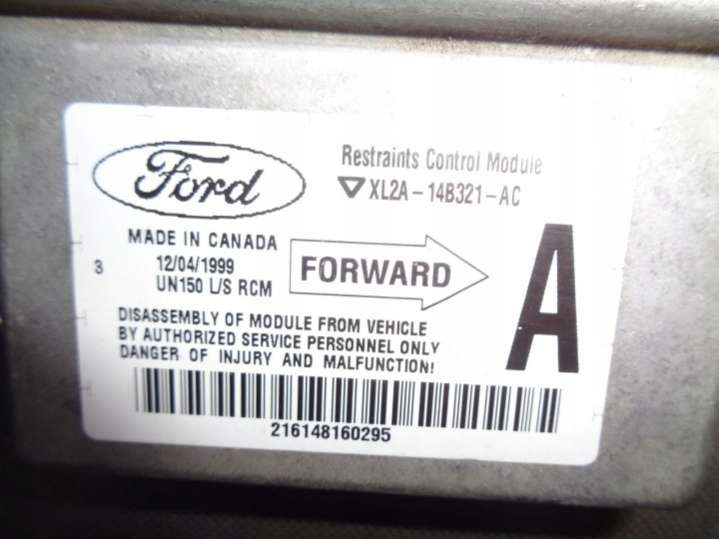 Ford
Restraints Control Module
XL2A-14B321-AC
MADE IN CANADA
3 12/04/1999
UN150 L/S RCM
FORWARD
A
DISASSEMBLY OF MODULE FROM VEHICLE
BY AUTHORIZED SERVICE PERSONNEL ONLY
DANGER OF INJURY AND MALFUNCTION!
216148160295